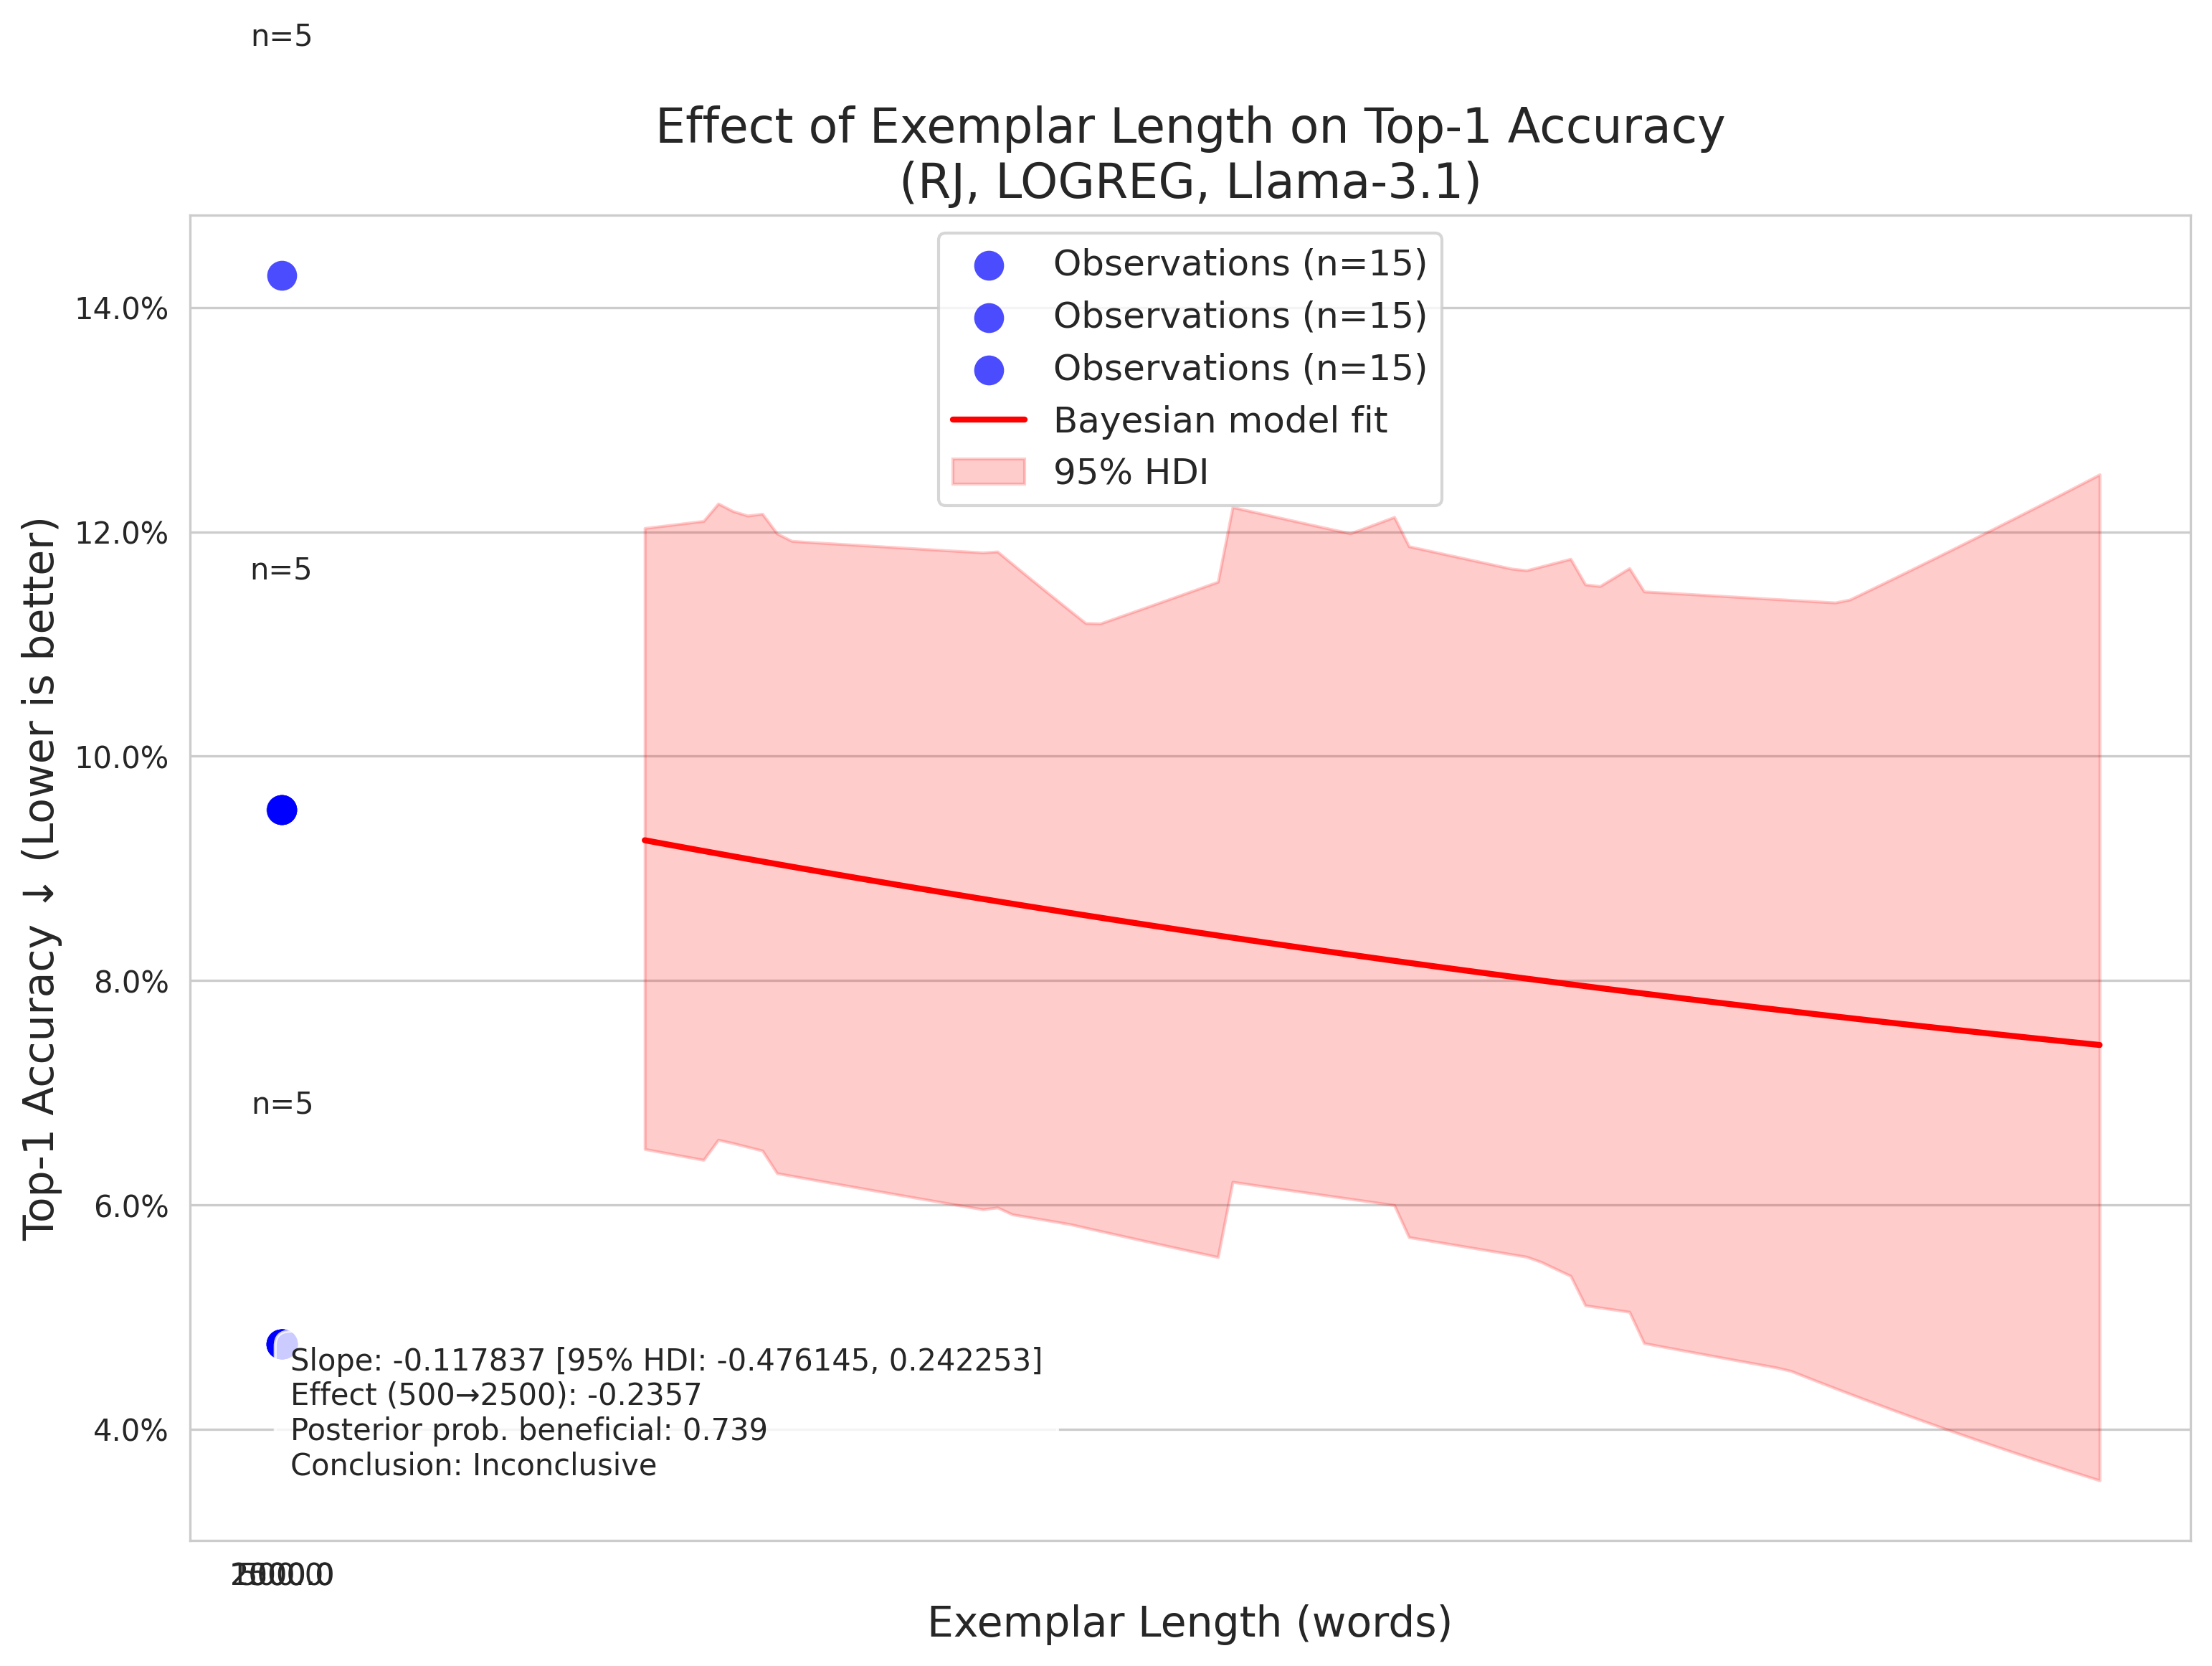 n=5
Effect of Exemplar Length on Top-1 Accuracy
(RJ, LOGREG, Llama-3.1)
Observations (n=15)
Observations (n=15)
Observations (n=15)
Bayesian model fit
95% HDI
Top-1 Accuracy ↓ (Lower is better)
14.0%
12.0%
10.0%
8.0%
6.0%
4.0%
n=5
n=5
Slope: -0.117837 [95% HDI: -0.476145, 0.242253]
Effect (500→2500): -0.2357
Posterior prob. beneficial: 0.739
Conclusion: Inconclusive
Exemplar Length (words)